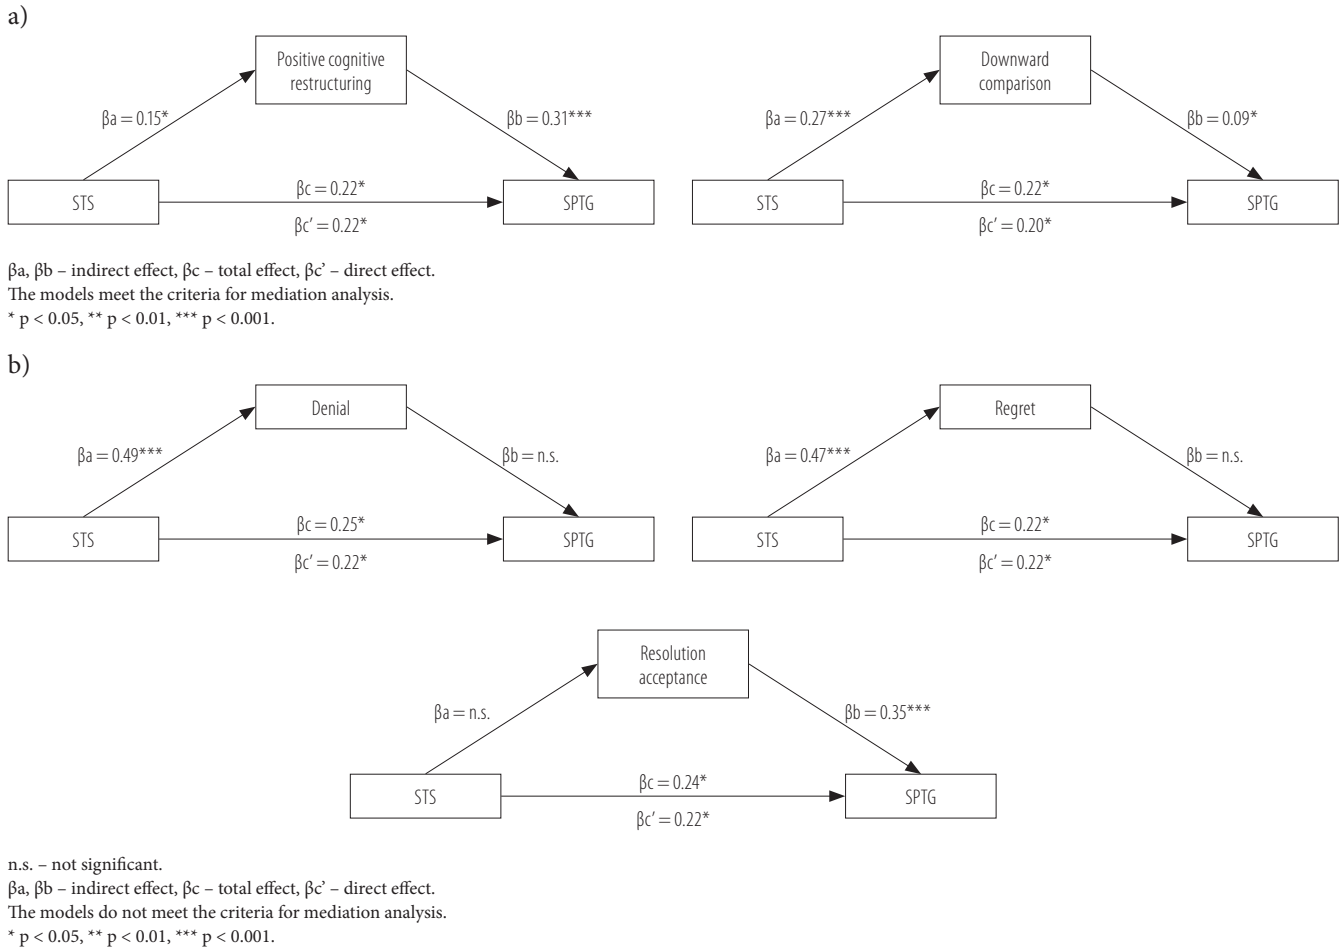 a)
Positive cognitive
restructuring
βa = 0.15*
βb = 0.31***
STS
βc = 0.22*
βc’ = 0.22*
SPTG
Downward
comparison
βa = 0.27***
βb = 0.09*
STS
βc = 0.22*
βc’ = 0.20*
SPTG
βa, βb – indirect effect, βc – total effect, βc’ – direct effect.
The models meet the criteria for mediation analysis.
* p < 0.05, ** p < 0.01, *** p < 0.001.
b)
Denial
βa = 0.49***
βb = n.s.
STS
βc = 0.25*
βc’ = 0.22*
SPTG
Regret
βa = 0.47***
βb = n.s.
STS
βc = 0.22*
βc’ = 0.22*
SPTG
Resolution
acceptance
βa = n.s.
βb = 0.35***
STS
βc = 0.24*
βc’ = 0.22*
SPTG
n.s. – not significant.
βa, βb – indirect effect, βc – total effect, βc’ – direct effect.
The models do not meet the criteria for mediation analysis.
* p < 0.05, ** p < 0.01, *** p < 0.001.